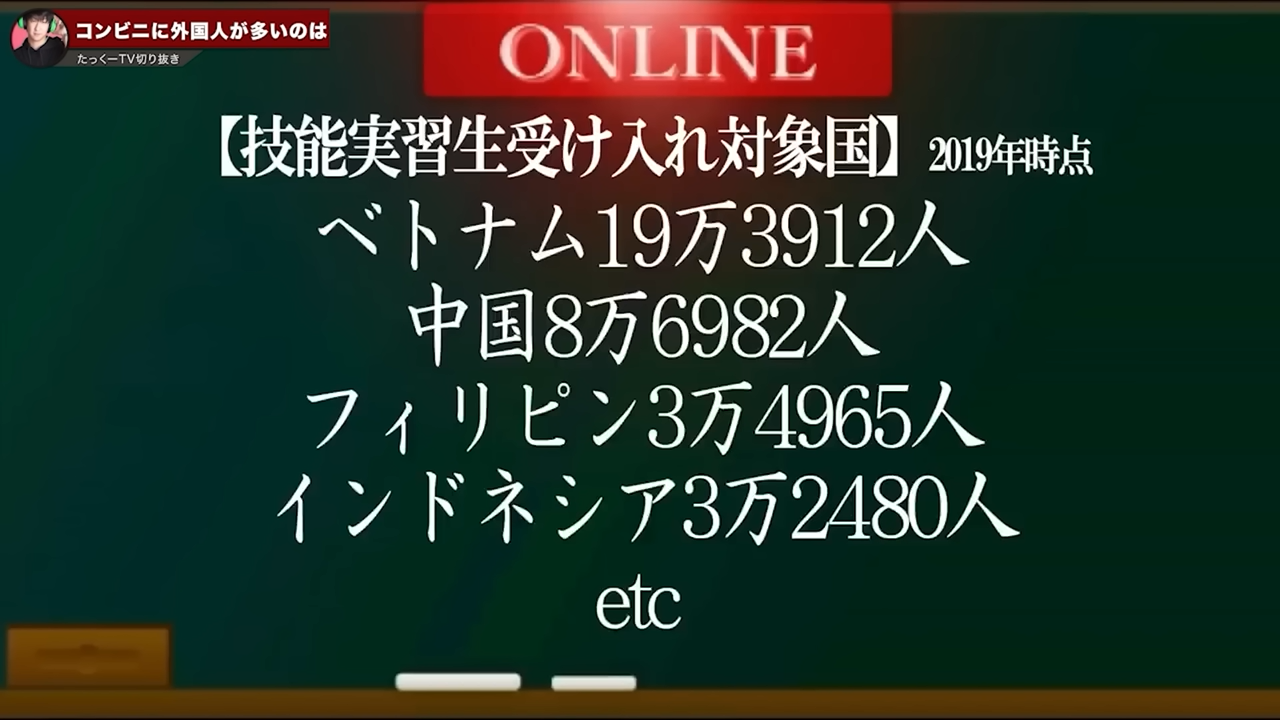 コンビニに外国人が多いのは
たっくーTV切り抜き
ONLINE
【技能実習生受け入れ対象国】2019年時点
ベトナム19万3912人
中国8万6982人
フィリピン3万4965人
インドネシア3万2480人
etc